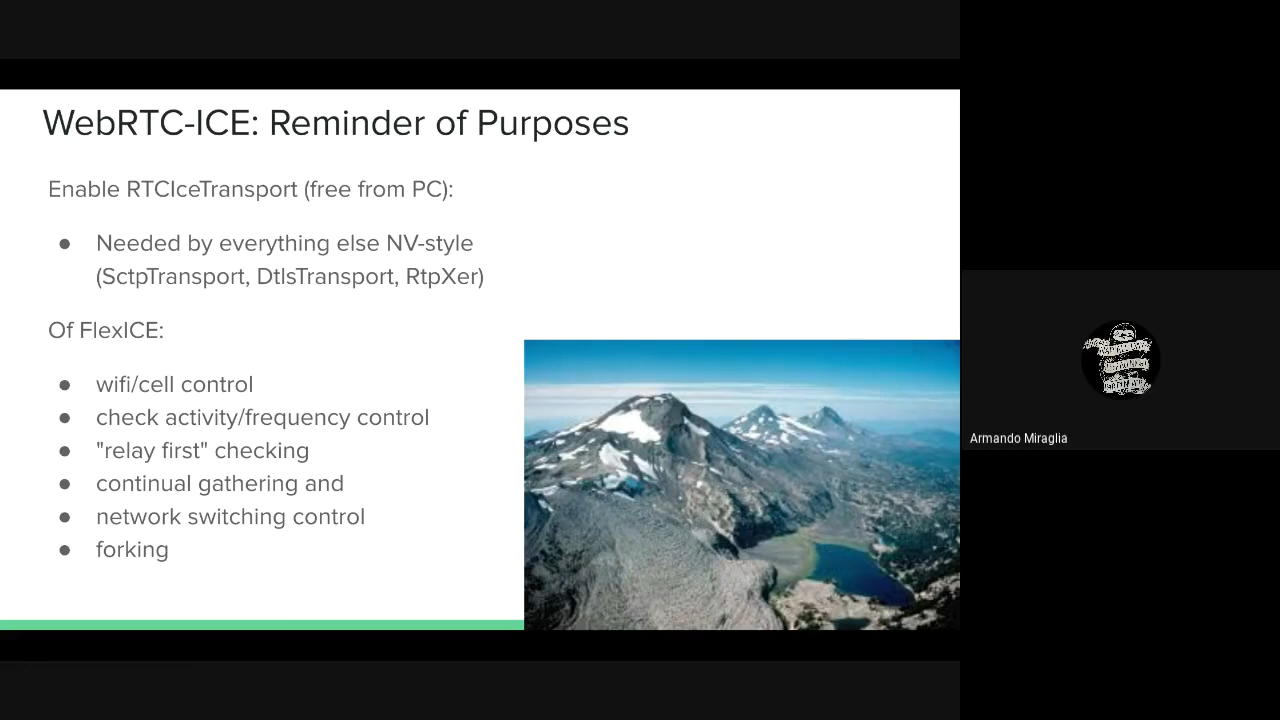 WebRTC-ICE: Reminder of Purposes
Enable RTCIceTransport (free from PC):
● Needed by everything else NV-style
(SctpTransport, DtlsTransport, RtpXer)
Of FlexICE:
● wifi/cell control
● check activity/frequency control
● "relay first" checking
● continual gathering and
● network switching control
● forking
Armando Miraglia